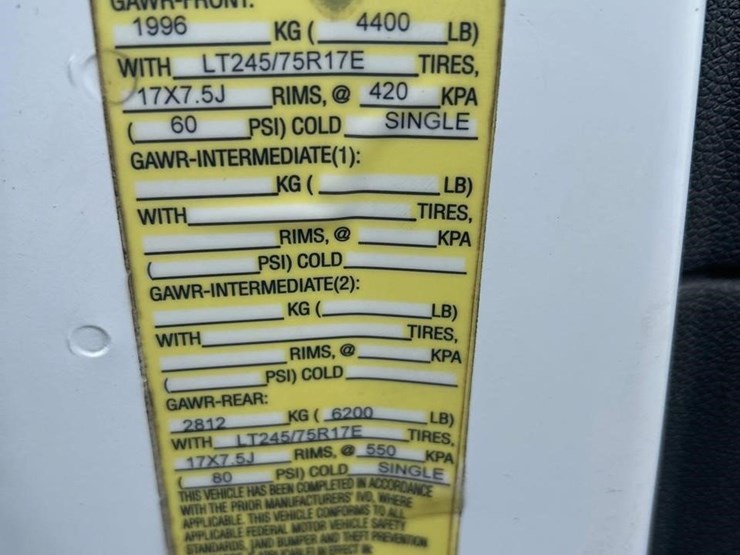 GAWR-FRONT:
1996 KG ( 4400 LB)
WITH LT245/75R17E TIRES,
17X7.5J RIMS, @ 420 KPA
( 60 PSI) COLD SINGLE
GAWR-INTERMEDIATE(1):
KG ( LB)
WITH TIRES,
RIMS, @ KPA
( PSI) COLD
GAWR-INTERMEDIATE(2):
KG ( LB)
WITH TIRES,
RIMS, @ KPA
( PSI) COLD
GAWR-REAR:
2812 KG ( 6200 LB)
WITH LT245/75R17E TIRES,
17X7.5J RIMS, @ 550 KPA
( 80 PSI) COLD SINGLE
THIS VEHICLE HAS BEEN COMPLETED IN ACCORDANCE
WITH THE PRIOR MANUFACTURERS' IVD, WHERE
APPLICABLE. THIS VEHICLE CONFORMS TO ALL
APPLICABLE FEDERAL MOTOR VEHICLE SAFETY
STANDARDS, [AND BUMPER AND THEFT PREVENTION
IN EFFECT IN